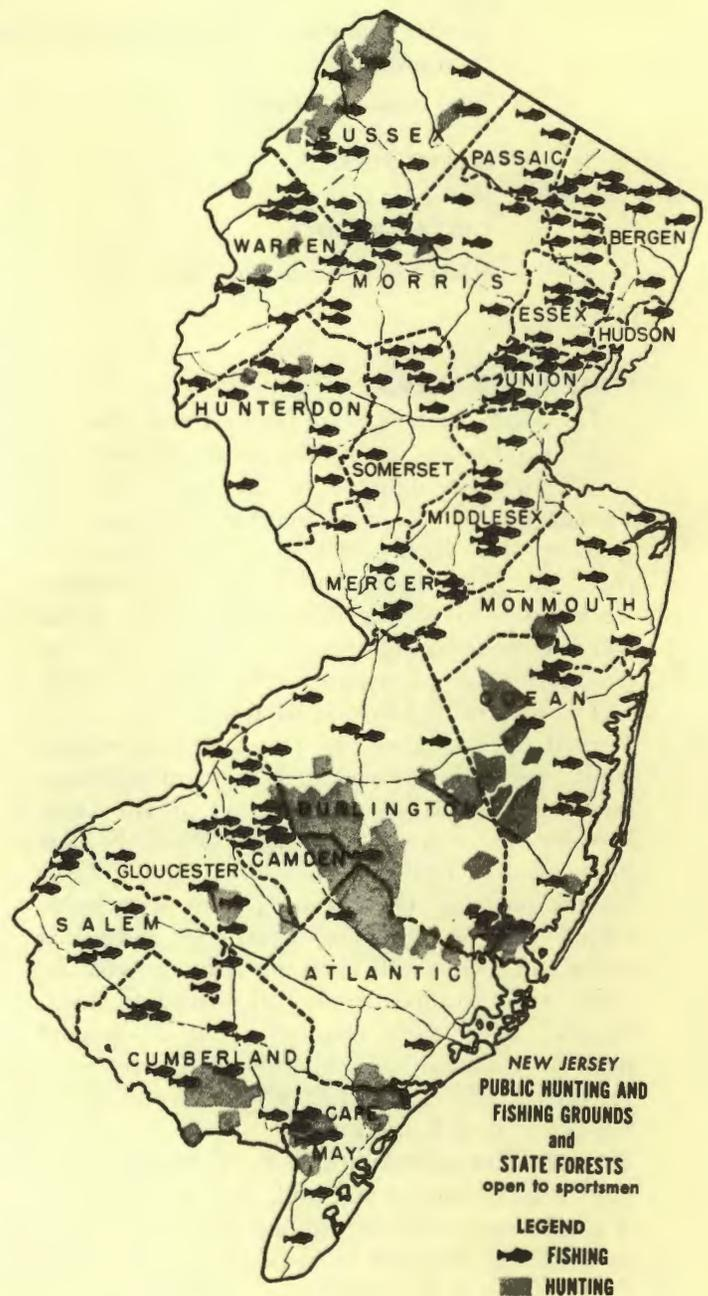 SUSSEX
PASSAIC
BERGEN
WARREN
MORRIS
ESSEX
HUDSON
UNION
HUNTERDON
SOMERSET
MIDDLESEX
MERCER
MONMOUTH
OCEAN
BURLINGTON
CAMDEN
GLOUCESTER
SALEM
ATLANTIC
CUMBERLAND
CAPE
MAY
NEW JERSEY
PUBLIC HUNTING AND
FISHING GROUNDS
and
STATE FORESTS
open to sportsmen
LEGEND
FISHING
HUNTING